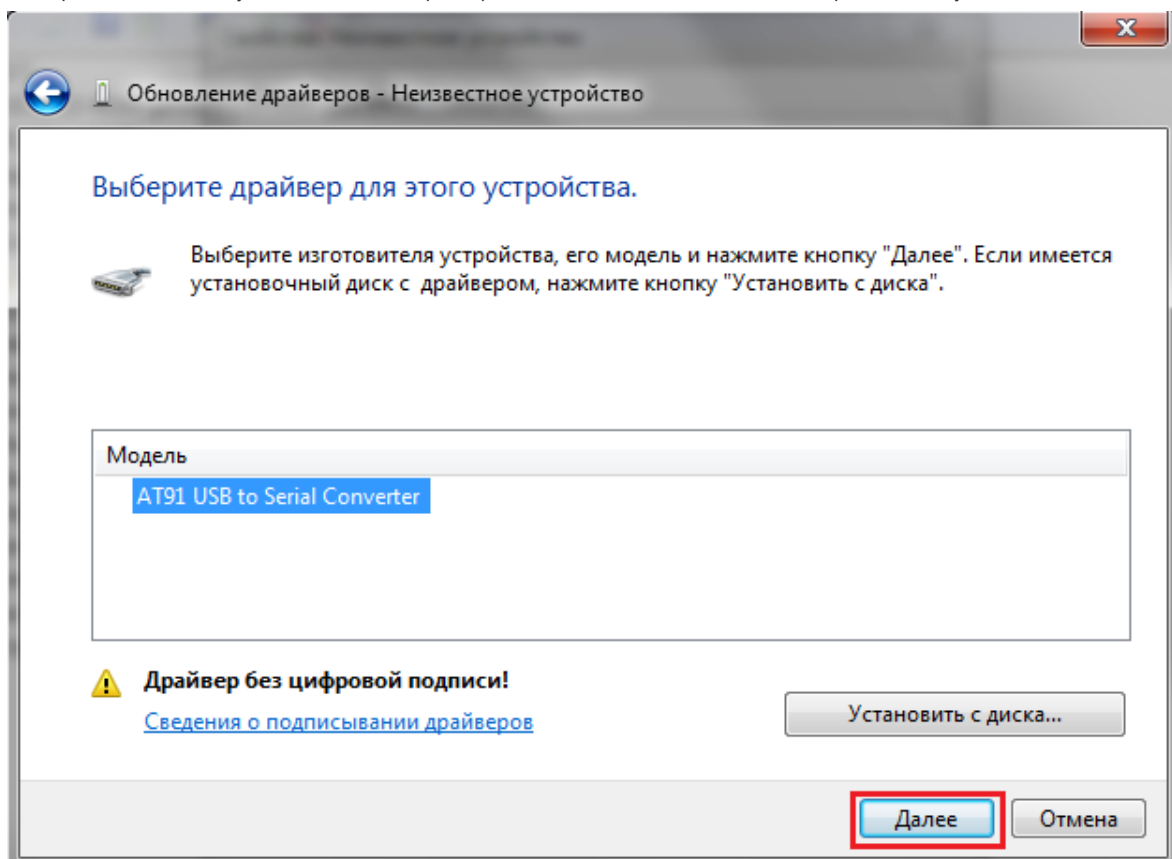 Обновление драйверов - Неизвестное устройство
Выберите драйвер для этого устройства.
Выберите изготовителя устройства, его модель и нажмите кнопку "Далее". Если имеется
установочный диск с драйвером, нажмите кнопку "Установить с диска".
Модель
AT91 USB to Serial Converter
Драйвер без цифровой подписи!
Сведения о подписывании драйверов
Установить с диска...
Далее
Отмена